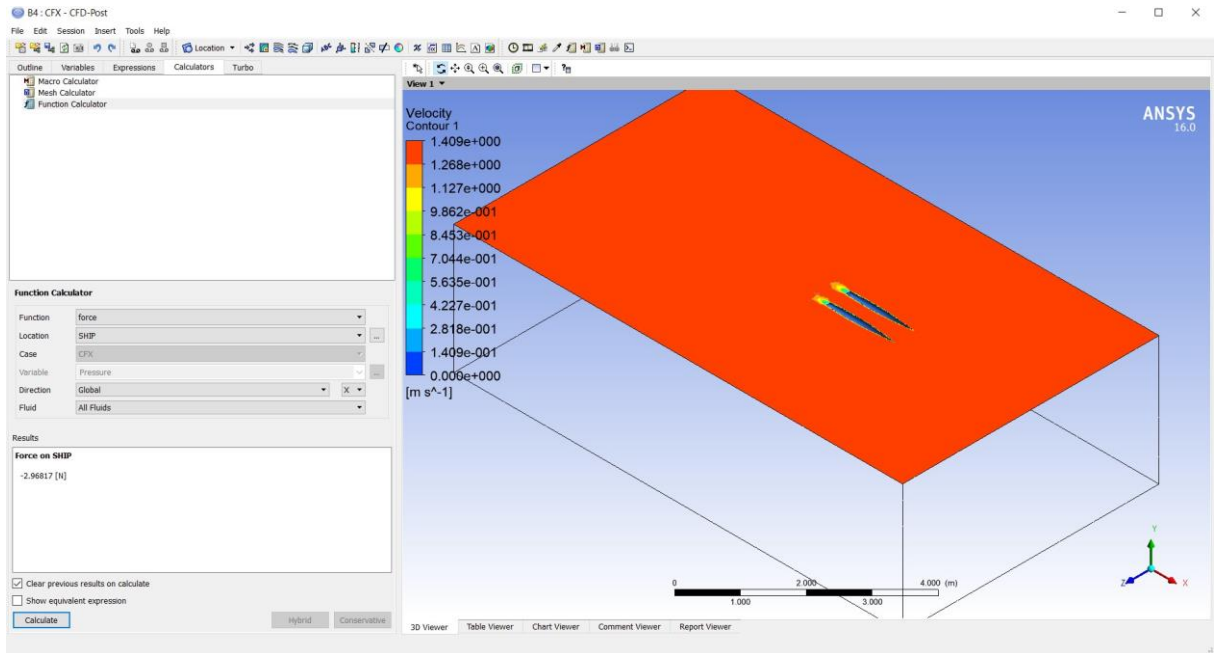 B4 : CFX - CFD-Post
File Edit Session Insert Tools Help
Location
Outline Variables Expressions Calculators Turbo
Macro Calculator
Mesh Calculator
Function Calculator
View 1
Velocity
Contour 1
1.409e+000
1.268e+000
1.127e+000
9.862e-001
8.453e-001
7.044e-001
5.635e-001
4.227e-001
2.818e-001
1.409e-001
0.000e+000
[m s^-1]
ANSYS
16.0
Function Calculator
Function force
Location SHIP
Case CFX
Variable Pressure
Direction Global X
Fluid All Fluids
Results
Force on SHIP
-2.96817 [N]
Clear previous results on calculate
Show equivalent expression
Calculate Hybrid Conservative
0 2.000 4.000 (m)
1.000 3.000
Y
Z X
3D Viewer Table Viewer Chart Viewer Comment Viewer Report Viewer